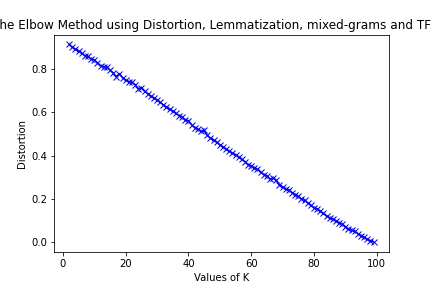 he Elbow Method using Distortion, Lemmatization, mixed-grams and TF
Distortion
0.8
0.6
0.4
0.2
0.0
0 20 40 60 80 100
Values of K